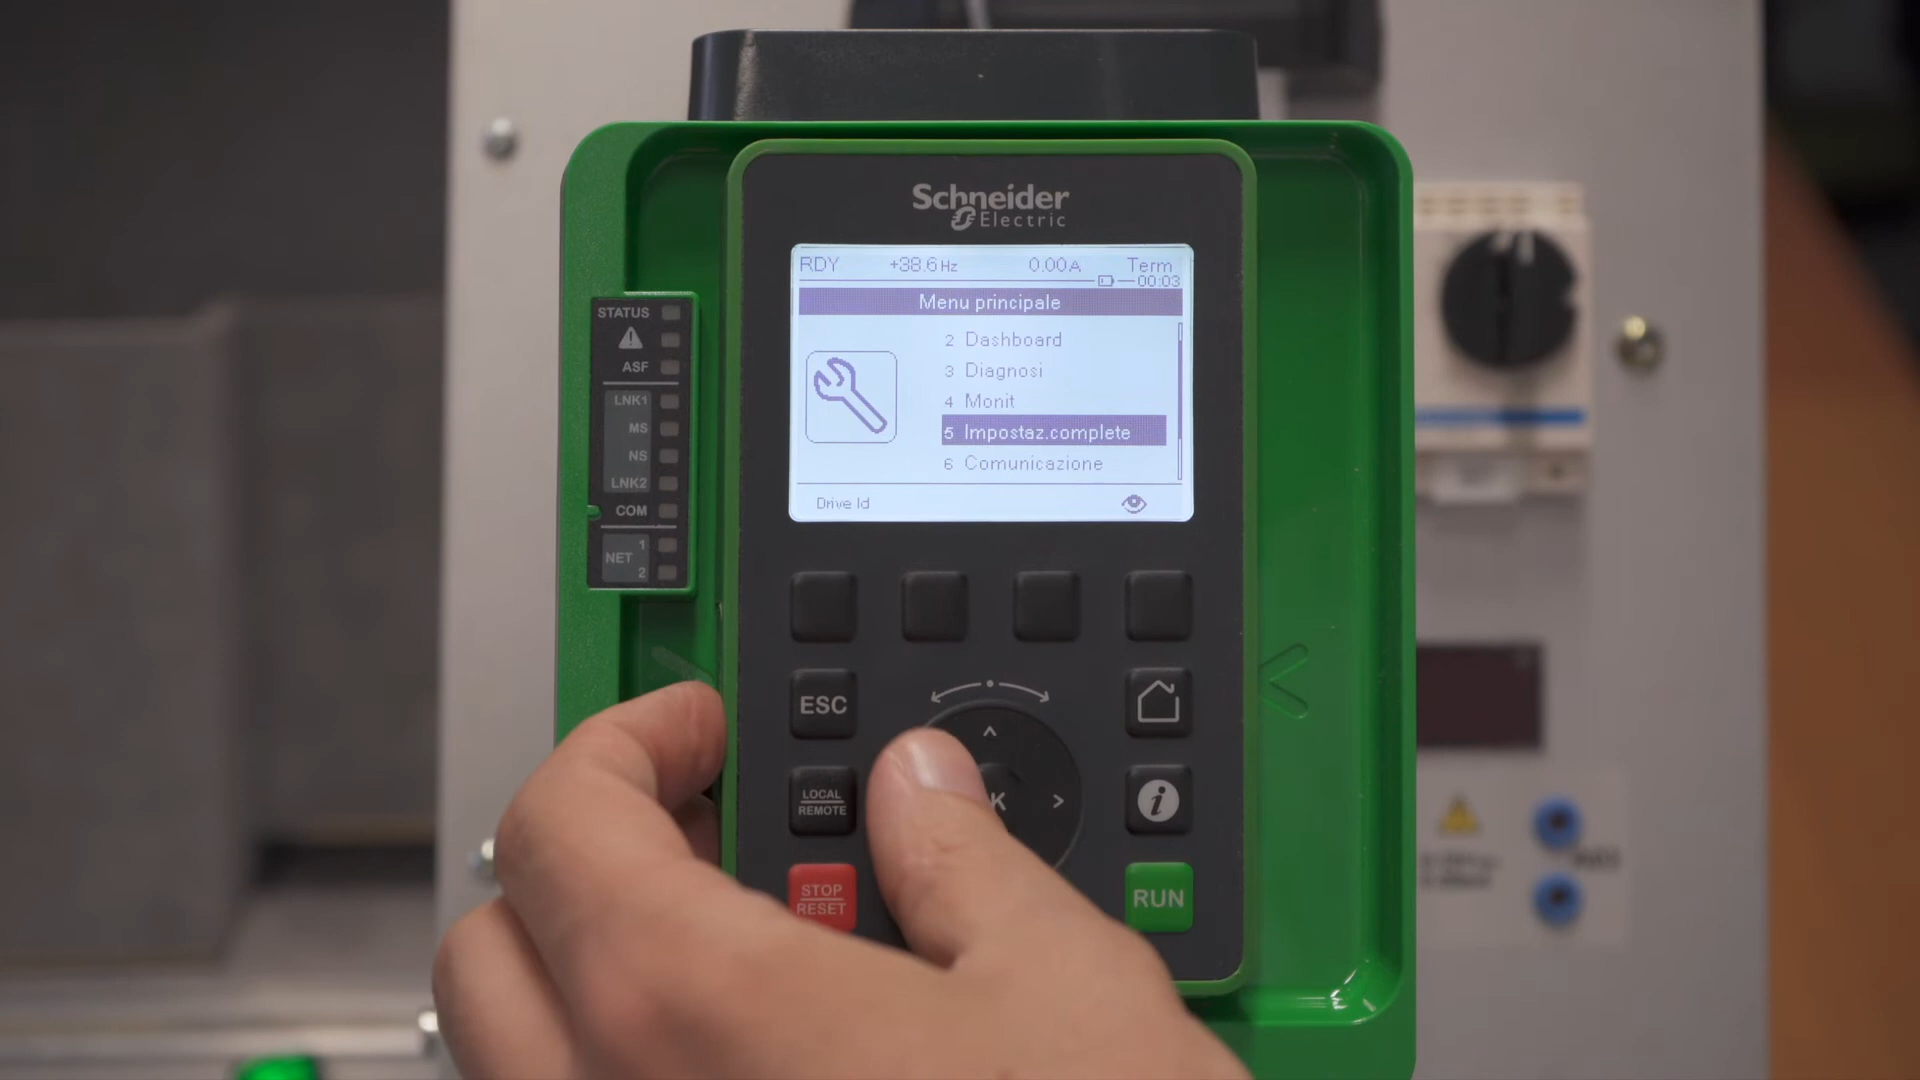 Schneider
Electric
RDY +38.6Hz 0.00A Term
00:03
Menu principale
2 Dashboard
3 Diagnosi
4 Monit
5 Impostaz.complete
6 Comunicazione
Drive Id
STATUS
ASF
LNK1
MS
NS
LNK2
COM
NET 1
2
ESC
LOCAL
REMOTE
K
STOP
RESET
RUN